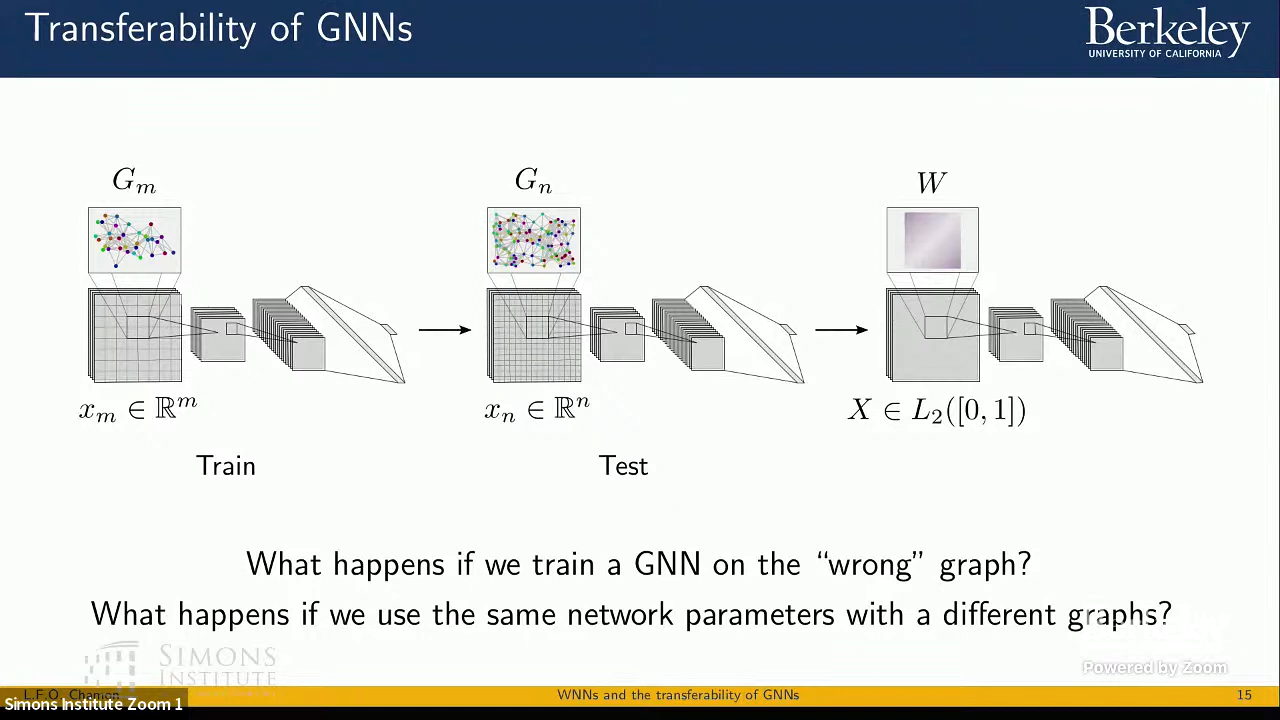 Transferability of GNNs
Berkeley
UNIVERSITY OF CALIFORNIA
G_m
G_n
W
x_m ∈ ℝ^m
x_n ∈ ℝ^n
X ∈ L_2([0, 1])
Train
Test
What happens if we train a GNN on the “wrong” graph?
What happens if we use the same network parameters with a different graphs?
SIMONS
INSTITUTE
Powered by Zoom
L.F.O. Chamon
WNNs and the transferability of GNNs
15
Simons Institute Zoom 1